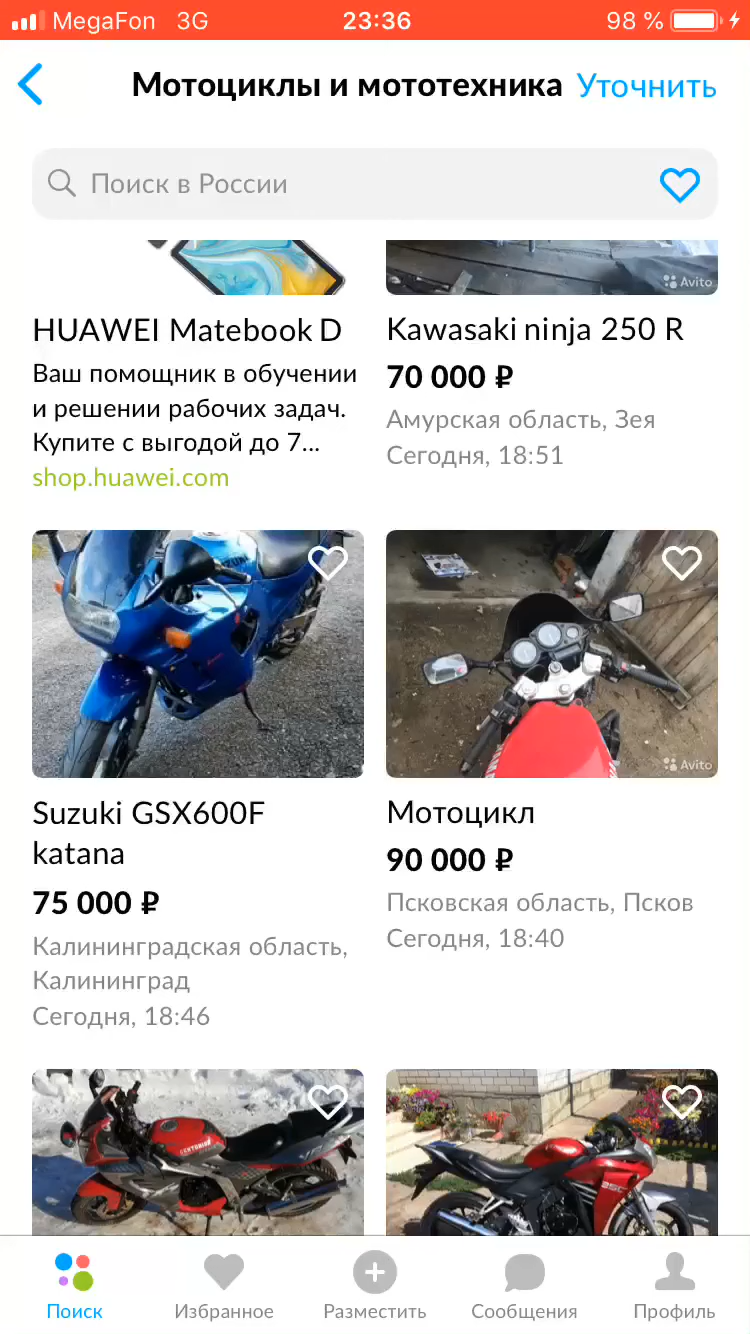 MegaFon 3G 23:36 98 %
Мотоциклы и мототехника Уточнить
Поиск в России
Avito
HUAWEI Matebook D
Ваш помощник в обучении
и решении рабочих задач.
Купите с выгодой до 7...
shop.huawei.com
Kawasaki ninja 250 R
70 000 ₽
Амурская область, Зея
Сегодня, 18:51
Avito
Suzuki GSX600F
katana
75 000 ₽
Калининградская область,
Калининград
Сегодня, 18:46
Мотоцикл
90 000 ₽
Псковская область, Псков
Сегодня, 18:40
Поиск
Избранное
Разместить
Сообщения
Профиль